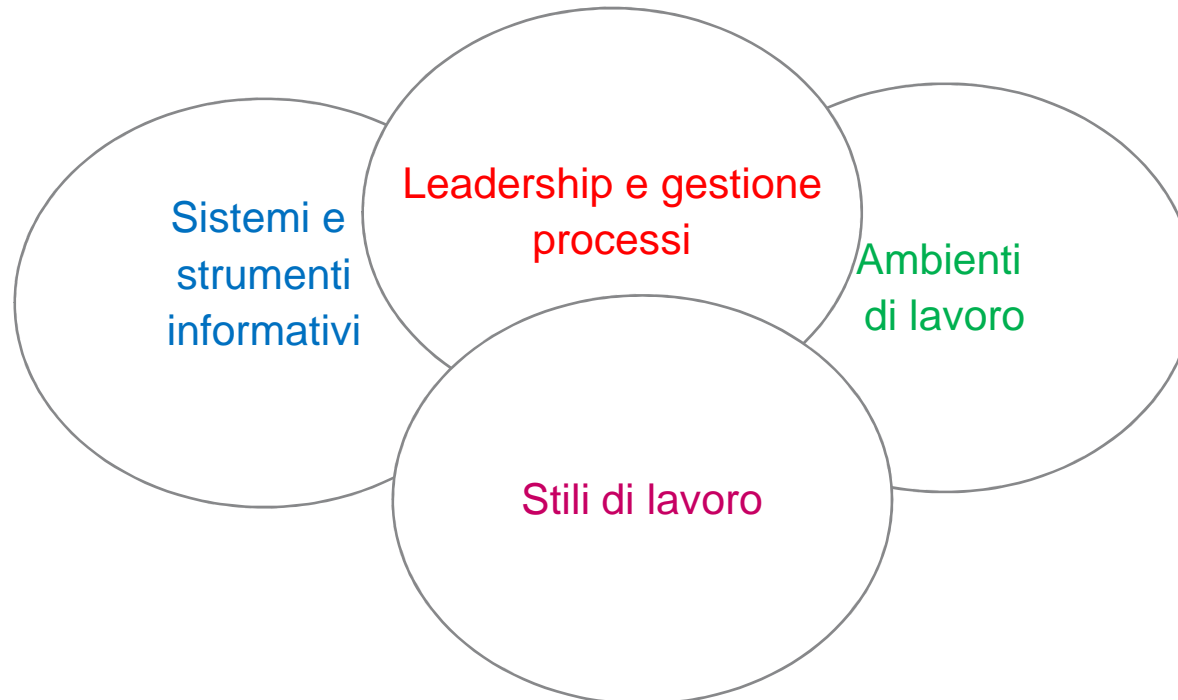 Leadership e gestione
processi
Sistemi e
strumenti
informativi
Ambienti
di lavoro
Stili di lavoro